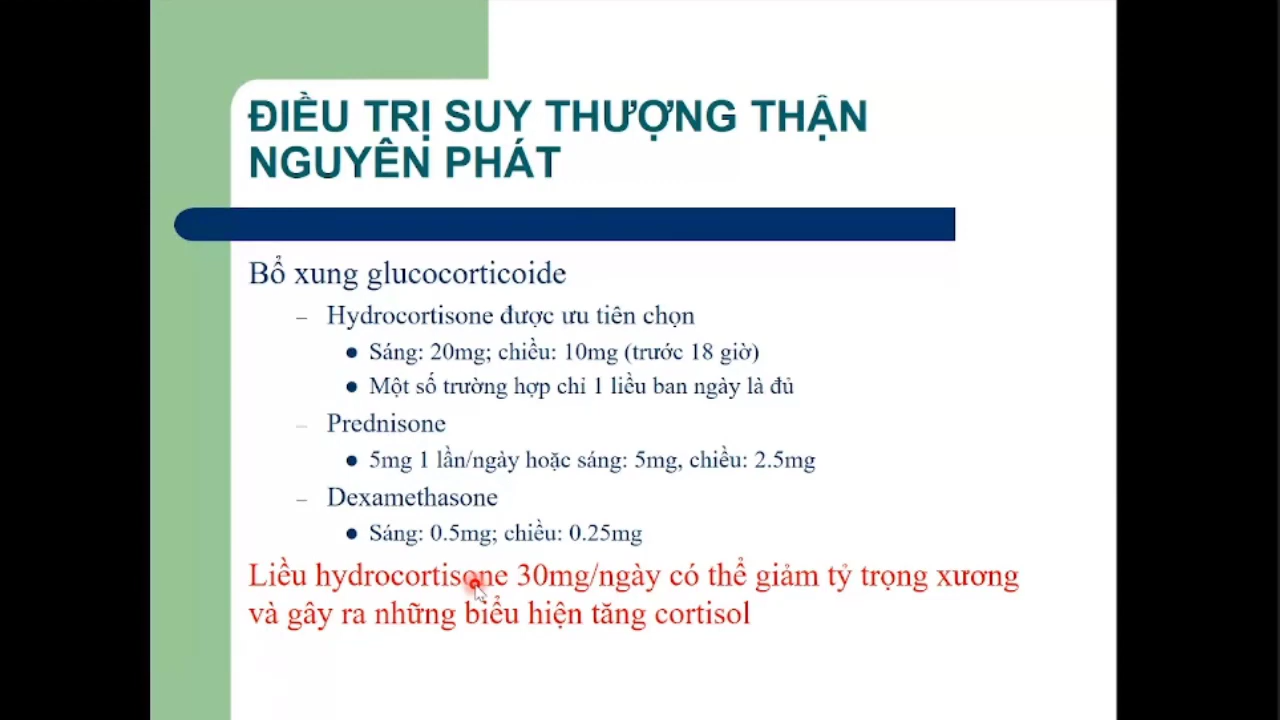 ĐIỀU TRỊ SUY THƯỢNG THẬN
NGUYÊN PHÁT
Bổ xung glucocorticoide
– Hydrocortisone được ưu tiên chọn
● Sáng: 20mg; chiều: 10mg (trước 18 giờ)
● Một số trường hợp chỉ 1 liều ban ngày là đủ
– Prednisone
● 5mg 1 lần/ngày hoặc sáng: 5mg, chiều: 2.5mg
– Dexamethasone
● Sáng: 0.5mg; chiều: 0.25mg
Liều hydrocortisone 30mg/ngày có thể giảm tỷ trọng xương
và gây ra những biểu hiện tăng cortisol